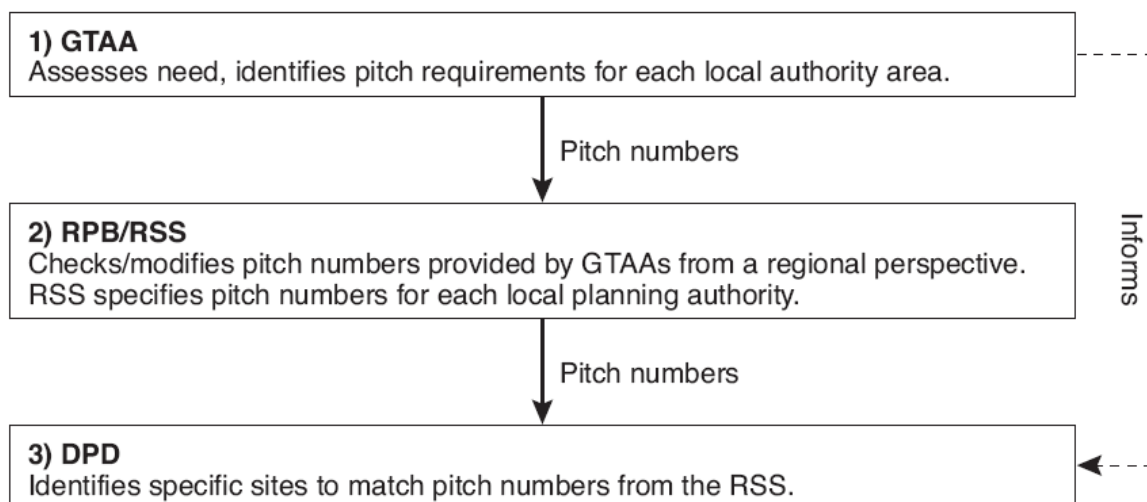 1) GTAA
Assesses need, identifies pitch requirements for each local authority area.
Pitch numbers
2) RPB/RSS
Checks/modifies pitch numbers provided by GTAAs from a regional perspective.
RSS specifies pitch numbers for each local planning authority.
Informs
Pitch numbers
3) DPD
Identifies specific sites to match pitch numbers from the RSS.